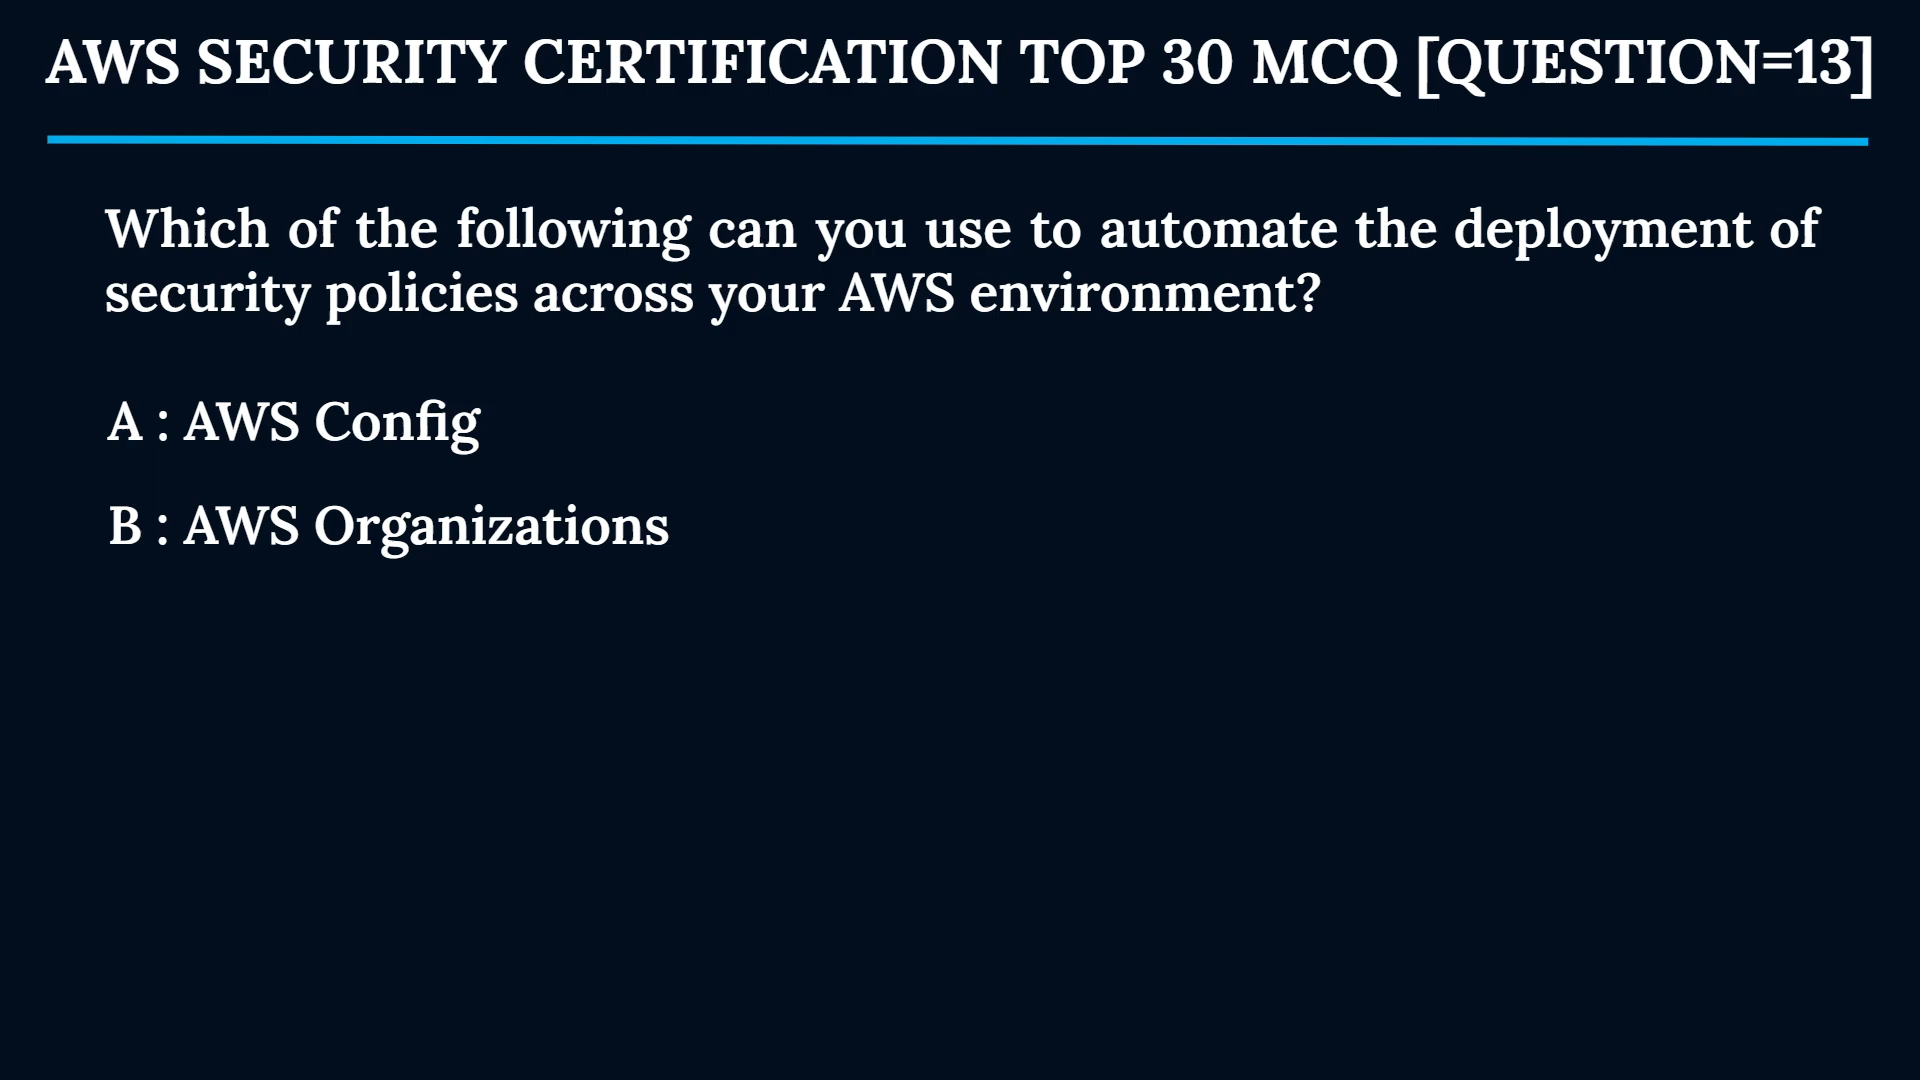 AWS SECURITY CERTIFICATION TOP 30 MCQ [QUESTION=13]
Which of the following can you use to automate the deployment of
security policies across your AWS environment?
A : AWS Config
B : AWS Organizations